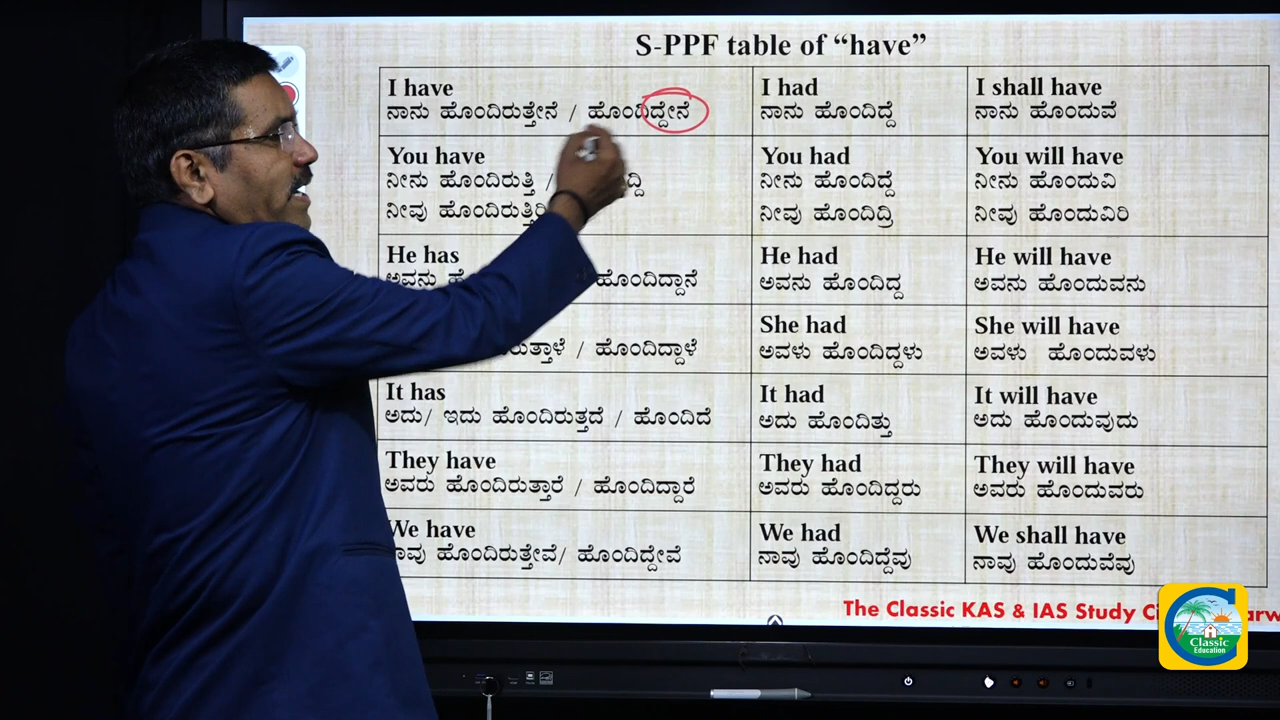 S-PPF table of “have”
I have
ನಾನು ಹೊಂದಿರುತ್ತೇನೆ / ಹೊಂದಿದ್ದೇನೆ
I had
ನಾನು ಹೊಂದಿದ್ದೆ
I shall have
ನಾನು ಹೊಂದುವೆ
You have
ನೀನು ಹೊಂದಿರುತ್ತಿ /
ನೀವು
You had
ನೀನು ಹೊಂದಿದ್ದೆ
ನೀವು ಹೊಂದಿದ್ರಿ
You will have
ನೀನು ಹೊಂದುವಿ
ನೀವು ಹೊಂದುವಿರಿ
He has
ಅವನು ಹೊಂದಿದ್ದಾನೆ
He had
ಅವನು ಹೊಂದಿದ್ದ
He will have
ಅವನು ಹೊಂದುವನು
/ ಹೊಂದಿದ್ದಾಳೆ
She had
ಅವಳು ಹೊಂದಿದ್ದಳು
She will have
ಅವಳು ಹೊಂದುವಳು
It has
ಅದು/ ಇದು ಹೊಂದಿರುತ್ತದೆ / ಹೊಂದಿದೆ
It had
ಅದು ಹೊಂದಿತ್ತು
It will have
ಅದು ಹೊಂದುವುದು
They have
ಅವರು ಹೊಂದಿರುತ್ತಾರೆ / ಹೊಂದಿದ್ದಾರೆ
They had
ಅವರು ಹೊಂದಿದ್ದರು
They will have
ಅವರು ಹೊಂದುವರು
We have
ನಾವು ಹೊಂದಿರುತ್ತೇವೆ/ ಹೊಂದಿದ್ದೇವೆ
We had
ನಾವು ಹೊಂದಿದ್ದೆವು
We shall have
ನಾವು ಹೊಂದುವೆವು
The Classic KAS & IAS Study
Classic
Education